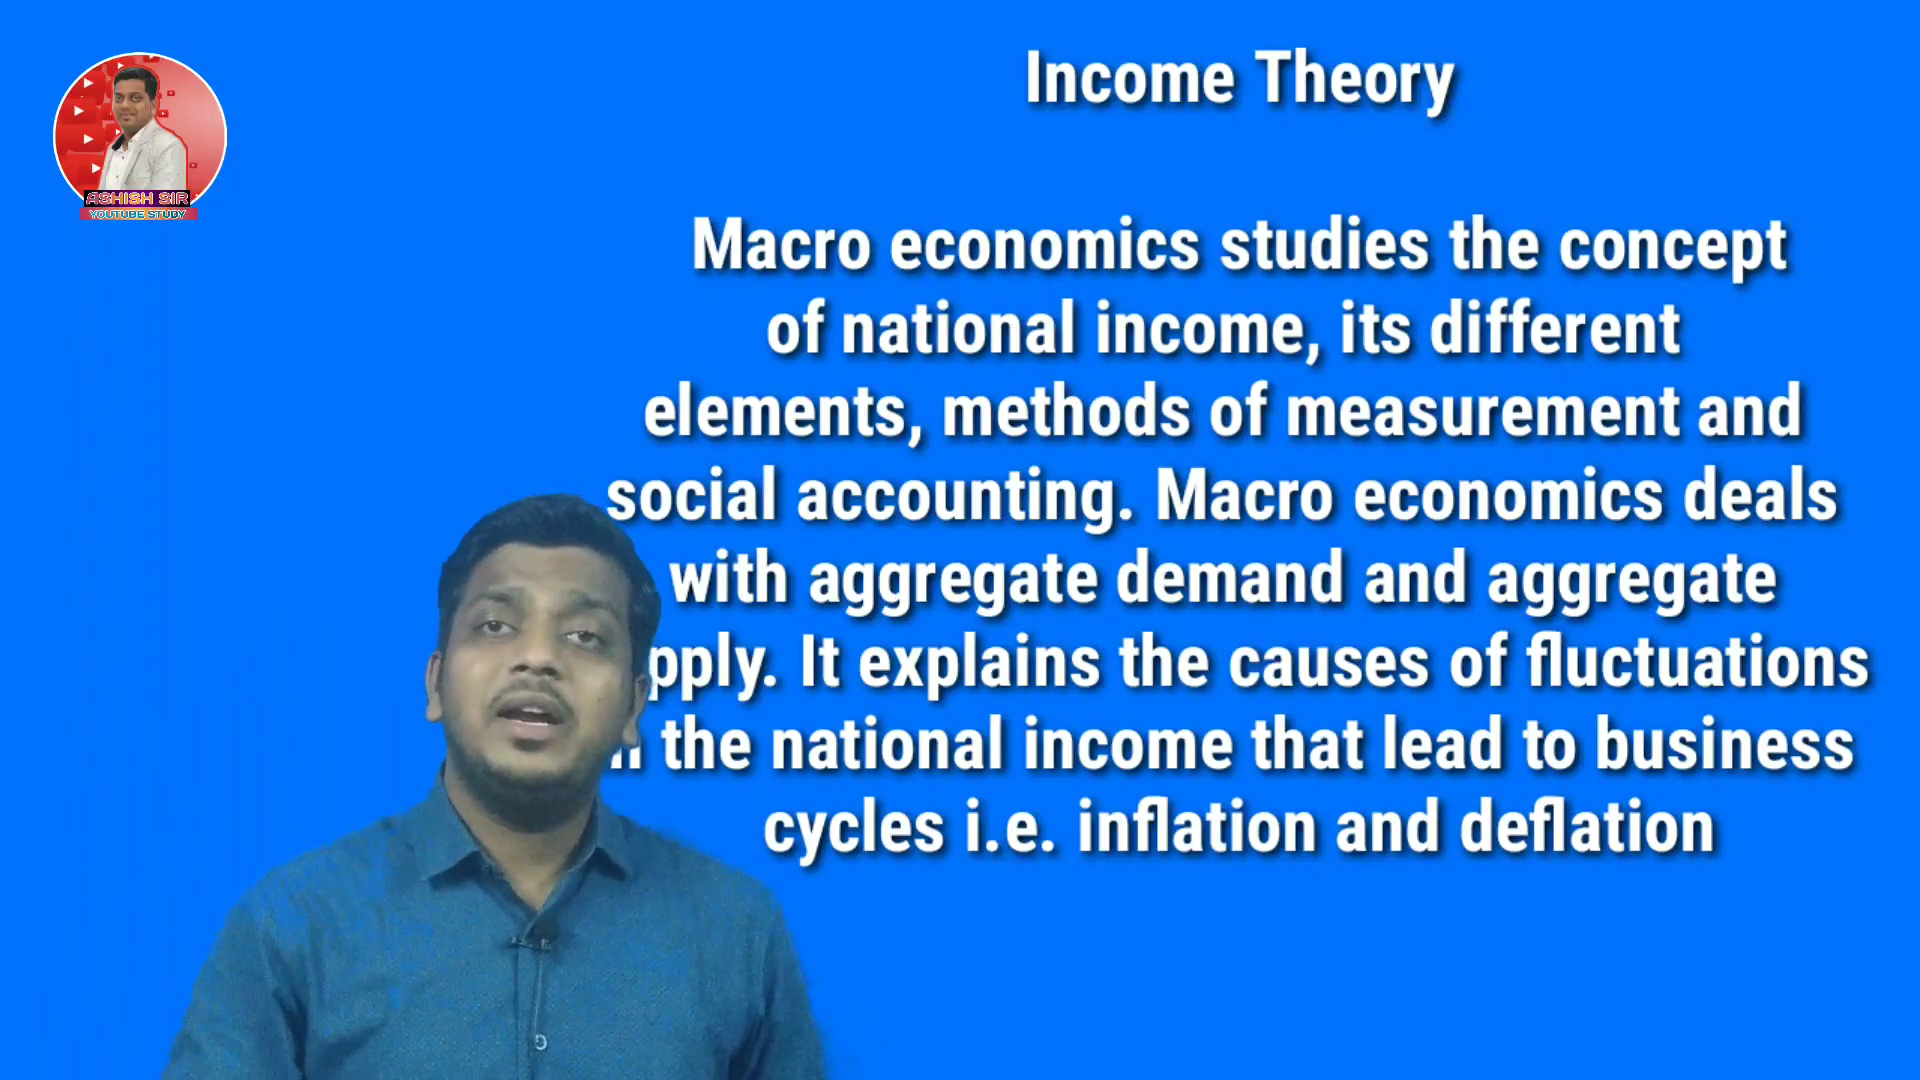 ASHISH SIR
YOUTUBE STUDY
Income Theory
Macro economics studies the concept
of national income, its different
elements, methods of measurement and
social accounting. Macro economics deals
with aggregate demand and aggregate
pply. It explains the causes of fluctuations
the national income that lead to business
cycles i.e. inflation and deflation